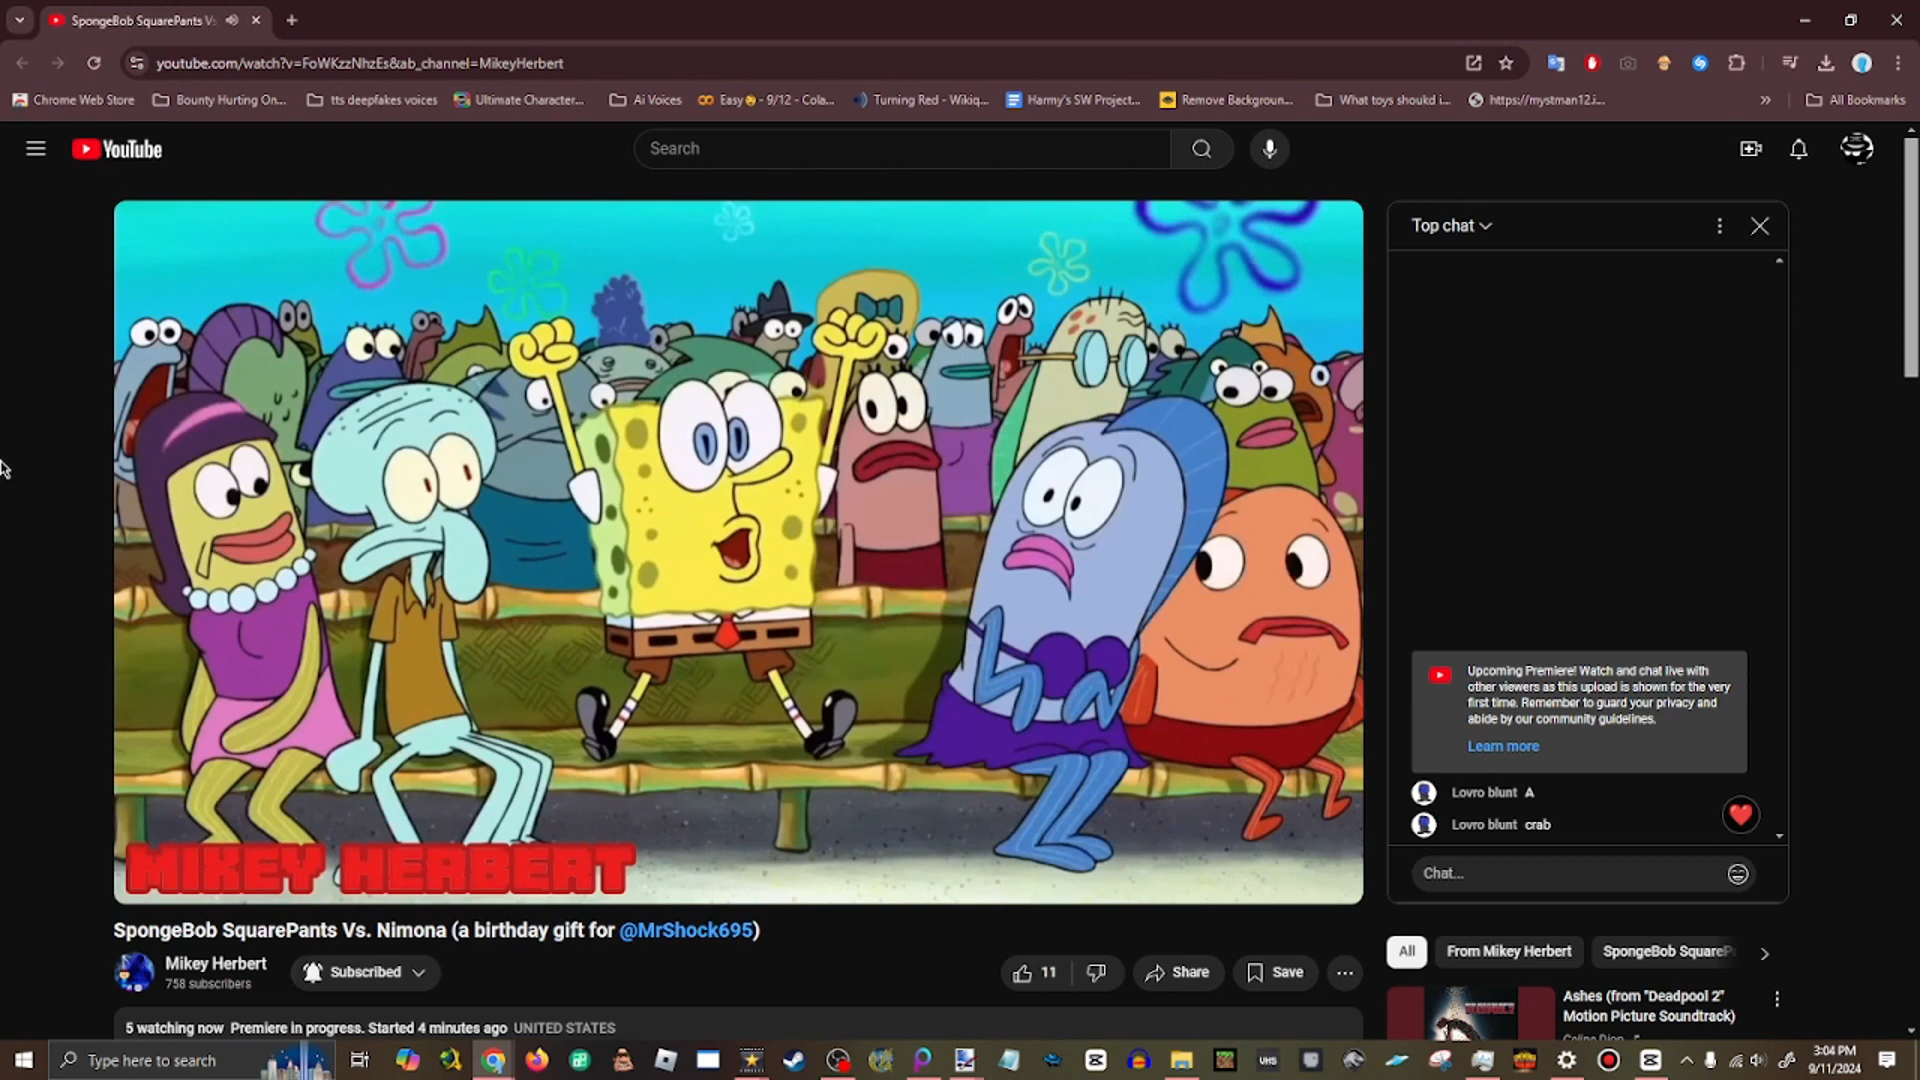 SpongeBob SquarePants V
youtube.com/watch?v=FoWKzzNhzEs&ab_channel=MikeyHerbert
Chrome Web Store
Bounty Hurting On...
tts deepfakes voices
Ultimate Character...
Ai Voices
Easy - 9/12 - Cola...
Turning Red - Wikiq...
Harmy's SW Project...
Remove Backgroun...
What toys shoukd i...
https://mystman12.i...
All Bookmarks
YouTube
Search
Top chat
Upcoming Premiere! Watch and chat live with
other viewers as this upload is shown for the very
first time. Remember to guard your privacy and
abide by our community guidelines.
Learn more
Lovro blunt A
Lovro blunt crab
Chat...
MIKEY HERBERT
SpongeBob SquarePants Vs. Nimona (a birthday gift for @MrShock695)
Mikey Herbert
758 subscribers
Subscribed
11
Share
Save
All
From Mikey Herbert
SpongeBob SquareP
Ashes (from "Deadpool 2"
Motion Picture Soundtrack)
5 watching now Premiere in progress. Started 4 minutes ago UNITED STATES
Type here to search
VHS
3:04 PM
9/11/2024